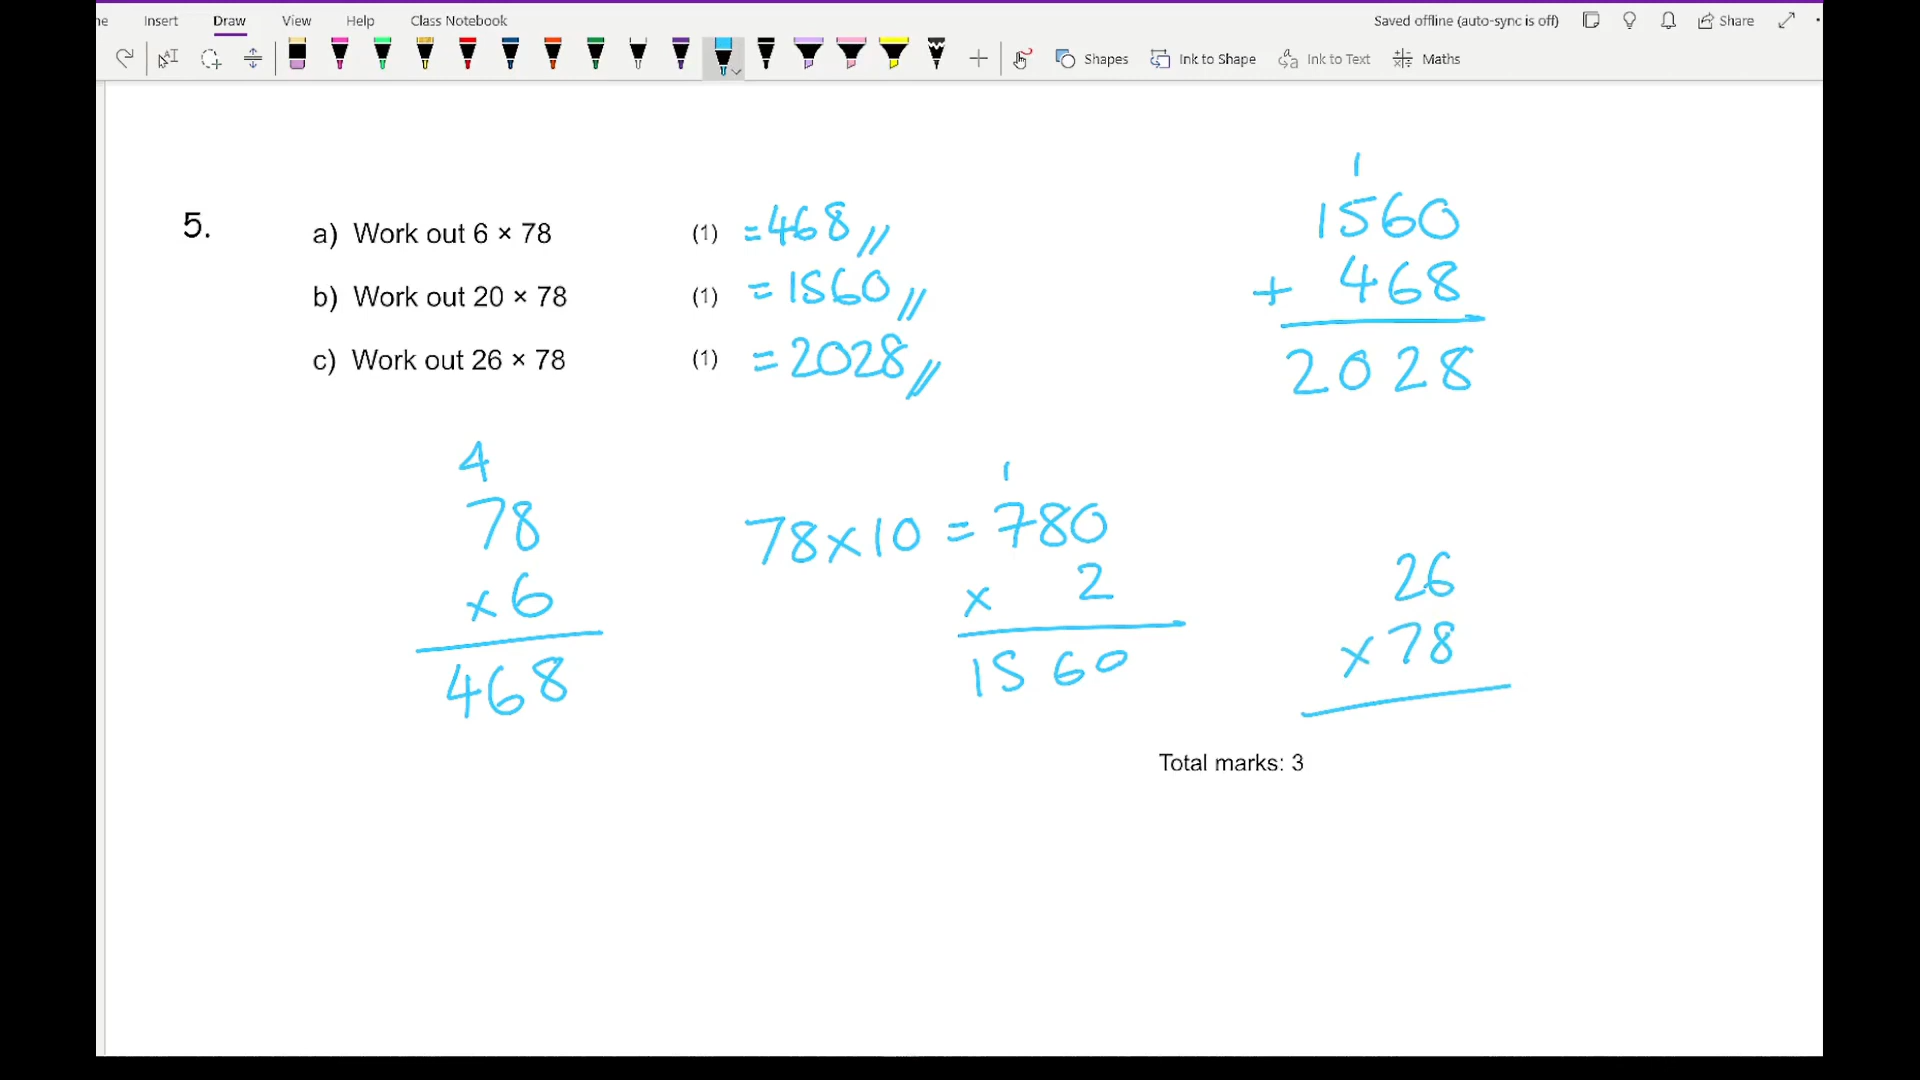 Insert Draw View Help Class Notebook Saved offline (auto-sync is off) Share
Shapes Ink to Shape Ink to Text Maths
5.
a) Work out 6 × 78 (1) = 468 //
b) Work out 20 × 78 (1) = 1560 //
c) Work out 26 × 78 (1) = 2028 //
1
1560
+ 468
2028
4
78
× 6
468
1
78 × 10 = 780
× 2
1560
26
× 78
Total marks: 3